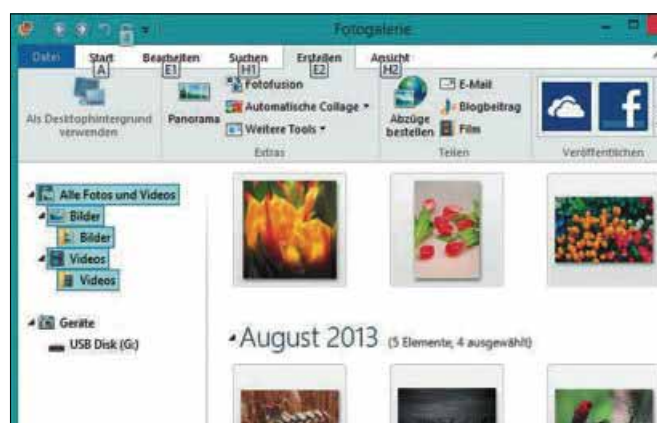 Fotogalerie
Datei Start Bearbeiten Suchen Erstellen Ansicht
A E1 H1 E2 H2
Als Desktophintergrund verwenden
Panorama
Fotofusion
Automatische Collage
Weitere Tools
Extras
Abzüge bestellen
E-Mail
Blogbeitrag
Film
Teilen
f
Veröffentlichen
Alle Fotos und Videos
Bilder
Bilder
Videos
Videos
Geräte
USB Disk (G:)
August 2013 (5 Elemente, 4 ausgewählt)